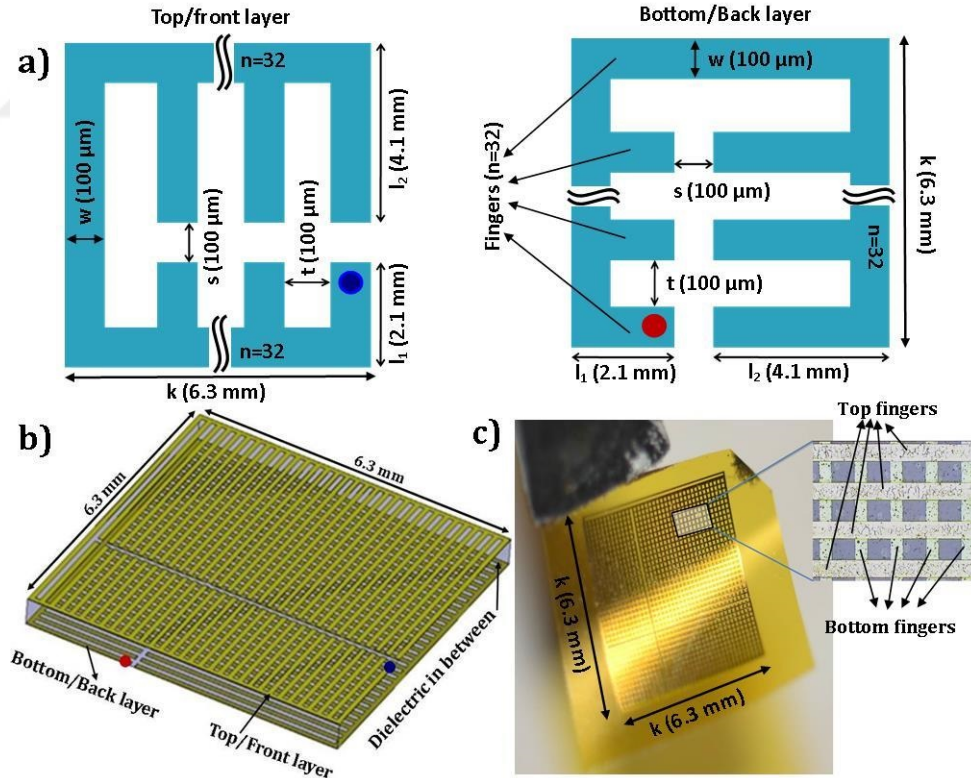 Top/front layer
Bottom/Back layer
a)
n=32
w (100 µm)
s (100 µm)
t (100 µm)
l₂ (4.1 mm)
l₁ (2.1 mm)
n=32
k (6.3 mm)
w (100 µm)
Fingers (n=32)
s (100 µm)
t (100 µm)
n=32
k (6.3 mm)
l₁ (2.1 mm)
l₂ (4.1 mm)
b)
6.3 mm
6.3 mm
Bottom/Back layer
Top/Front layer
Dielectric in between
c)
Top fingers
k (6.3 mm)
k (6.3 mm)
Bottom fingers